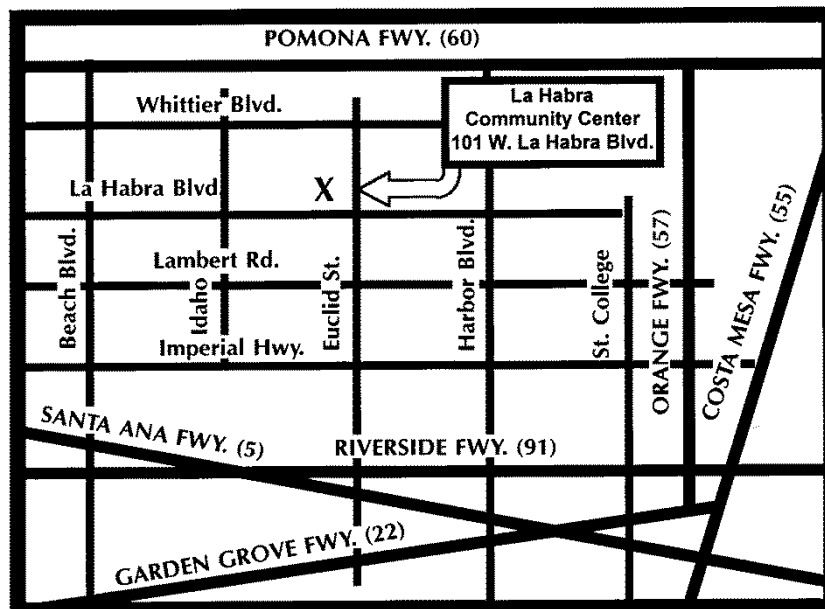 POMONA FWY. (60)
Whittier Blvd.
La Habra
Community Center
101 W. La Habra Blvd.
La Habra Blvd.
X
Lambert Rd.
Beach Blvd.
Idaho
Euclid St.
Harbor Blvd.
St. College
ORANGE FWY. (57)
COSTA MESA FWY. (55)
Imperial Hwy.
SANTA ANA FWY. (5)
RIVERSIDE FWY. (91)
GARDEN GROVE FWY. (22)